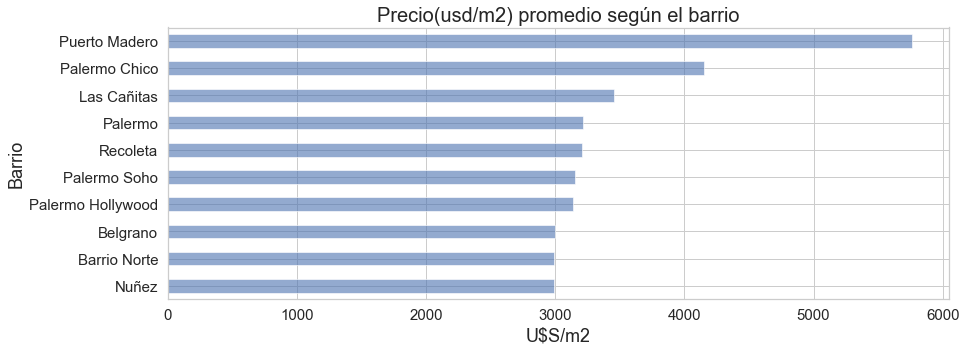 Precio(usd/m2) promedio según el barrio
Barrio
Puerto Madero
Palermo Chico
Las Cañitas
Palermo
Recoleta
Palermo Soho
Palermo Hollywood
Belgrano
Barrio Norte
Nuñez
0 1000 2000 3000 4000 5000 6000
U$S/m2